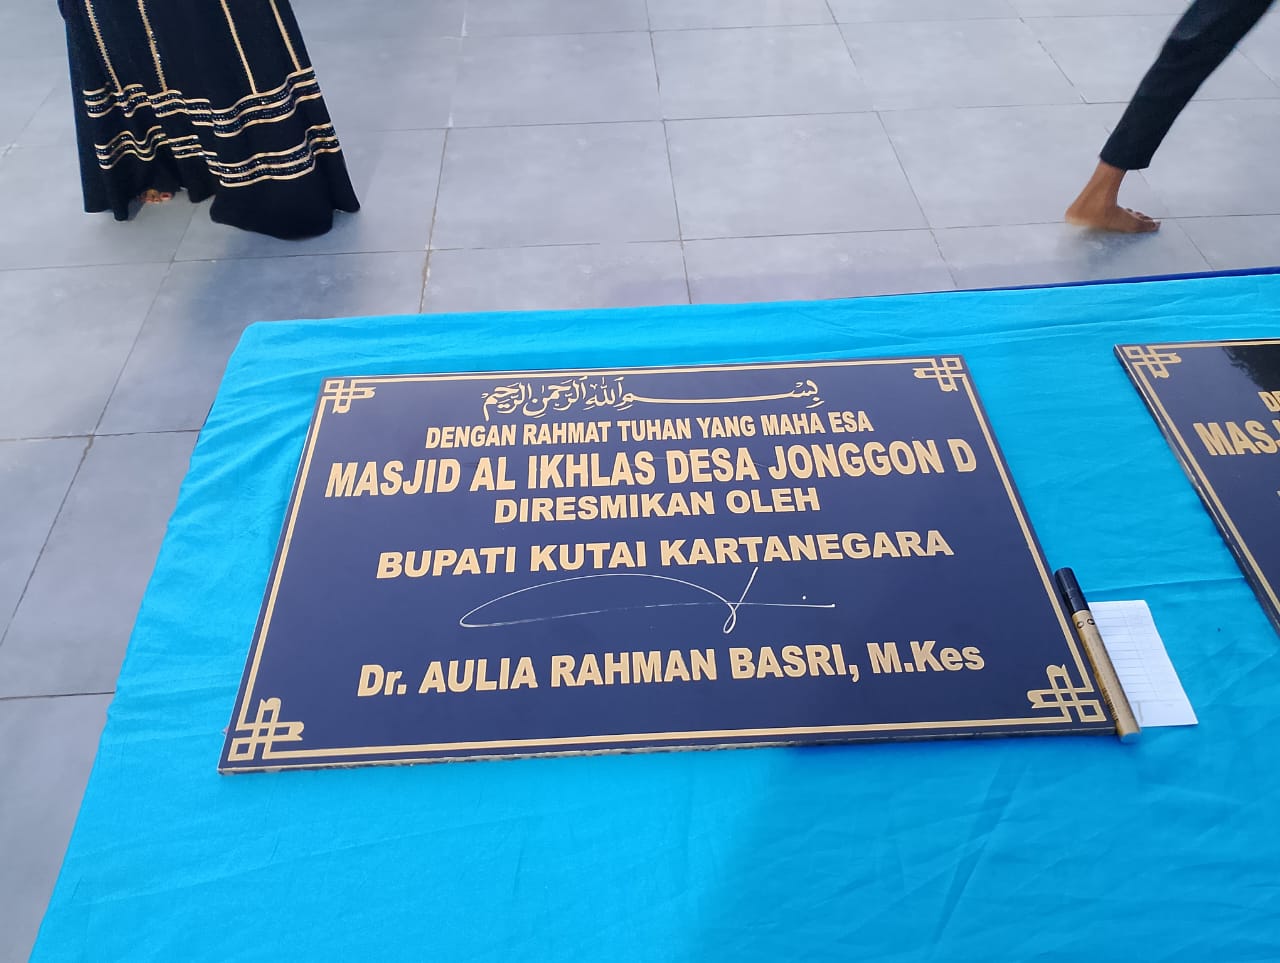 بِسْمِ اللهِ الرَّحْمٰنِ الرَّحِيْمِ
DENGAN RAHMAT TUHAN YANG MAHA ESA
MASJID AL IKHLAS DESA JONGGON D
DIRESMIKAN OLEH
BUPATI KUTAI KARTANEGARA
Dr. AULIA RAHMAN BASRI, M.Kes